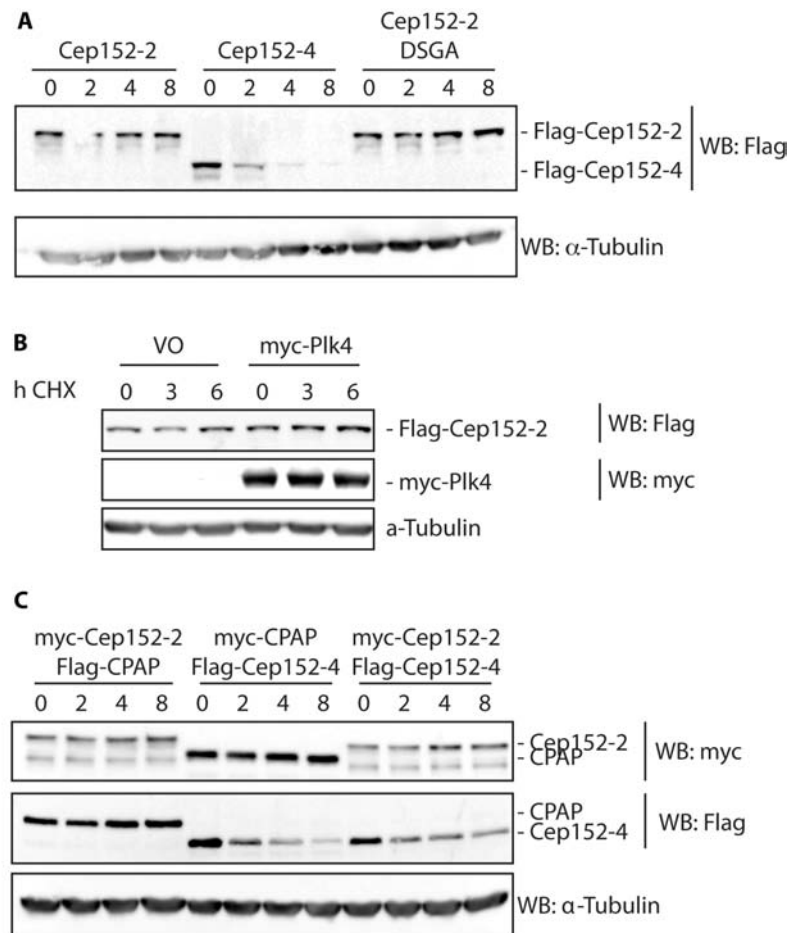 A
Cep152-2 Cep152-4 Cep152-2 DSGA
0 2 4 8 0 2 4 8 0 2 4 8
- Flag-Cep152-2
- Flag-Cep152-4
WB: Flag
WB: α-Tubulin
B
VO myc-Plk4
h CHX 0 3 6 0 3 6
- Flag-Cep152-2 WB: Flag
- myc-Plk4 WB: myc
a-Tubulin
C
myc-Cep152-2 myc-CPAP myc-Cep152-2
Flag-CPAP Flag-Cep152-4 Flag-Cep152-4
0 2 4 8 0 2 4 8 0 2 4 8
- Cep152-2
- CPAP
WB: myc
- CPAP
- Cep152-4
WB: Flag
WB: α-Tubulin